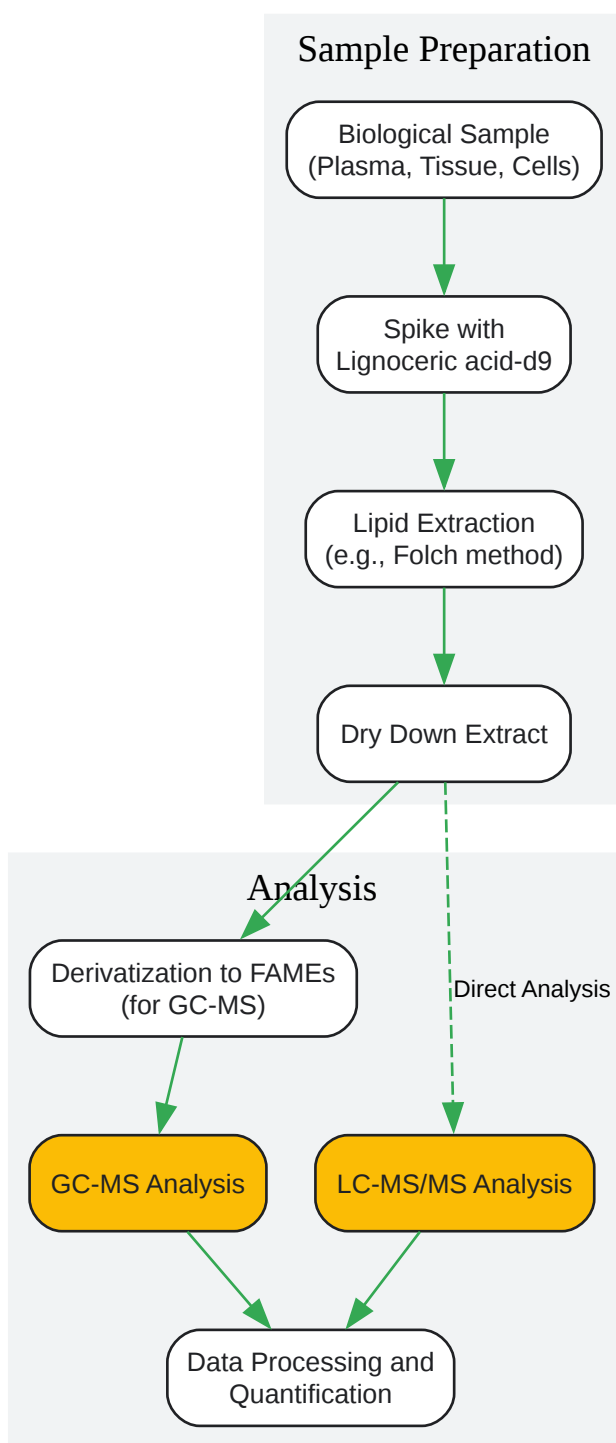 Sample Preparation
Biological Sample
(Plasma, Tissue, Cells)
Spike with
Lignoceric acid-d9
Lipid Extraction
(e.g., Folch method)
Dry Down Extract
Analysis
Derivatization to FAMEs
(for GC-MS)
Direct Analysis
GC-MS Analysis
LC-MS/MS Analysis
Data Processing and
Quantification